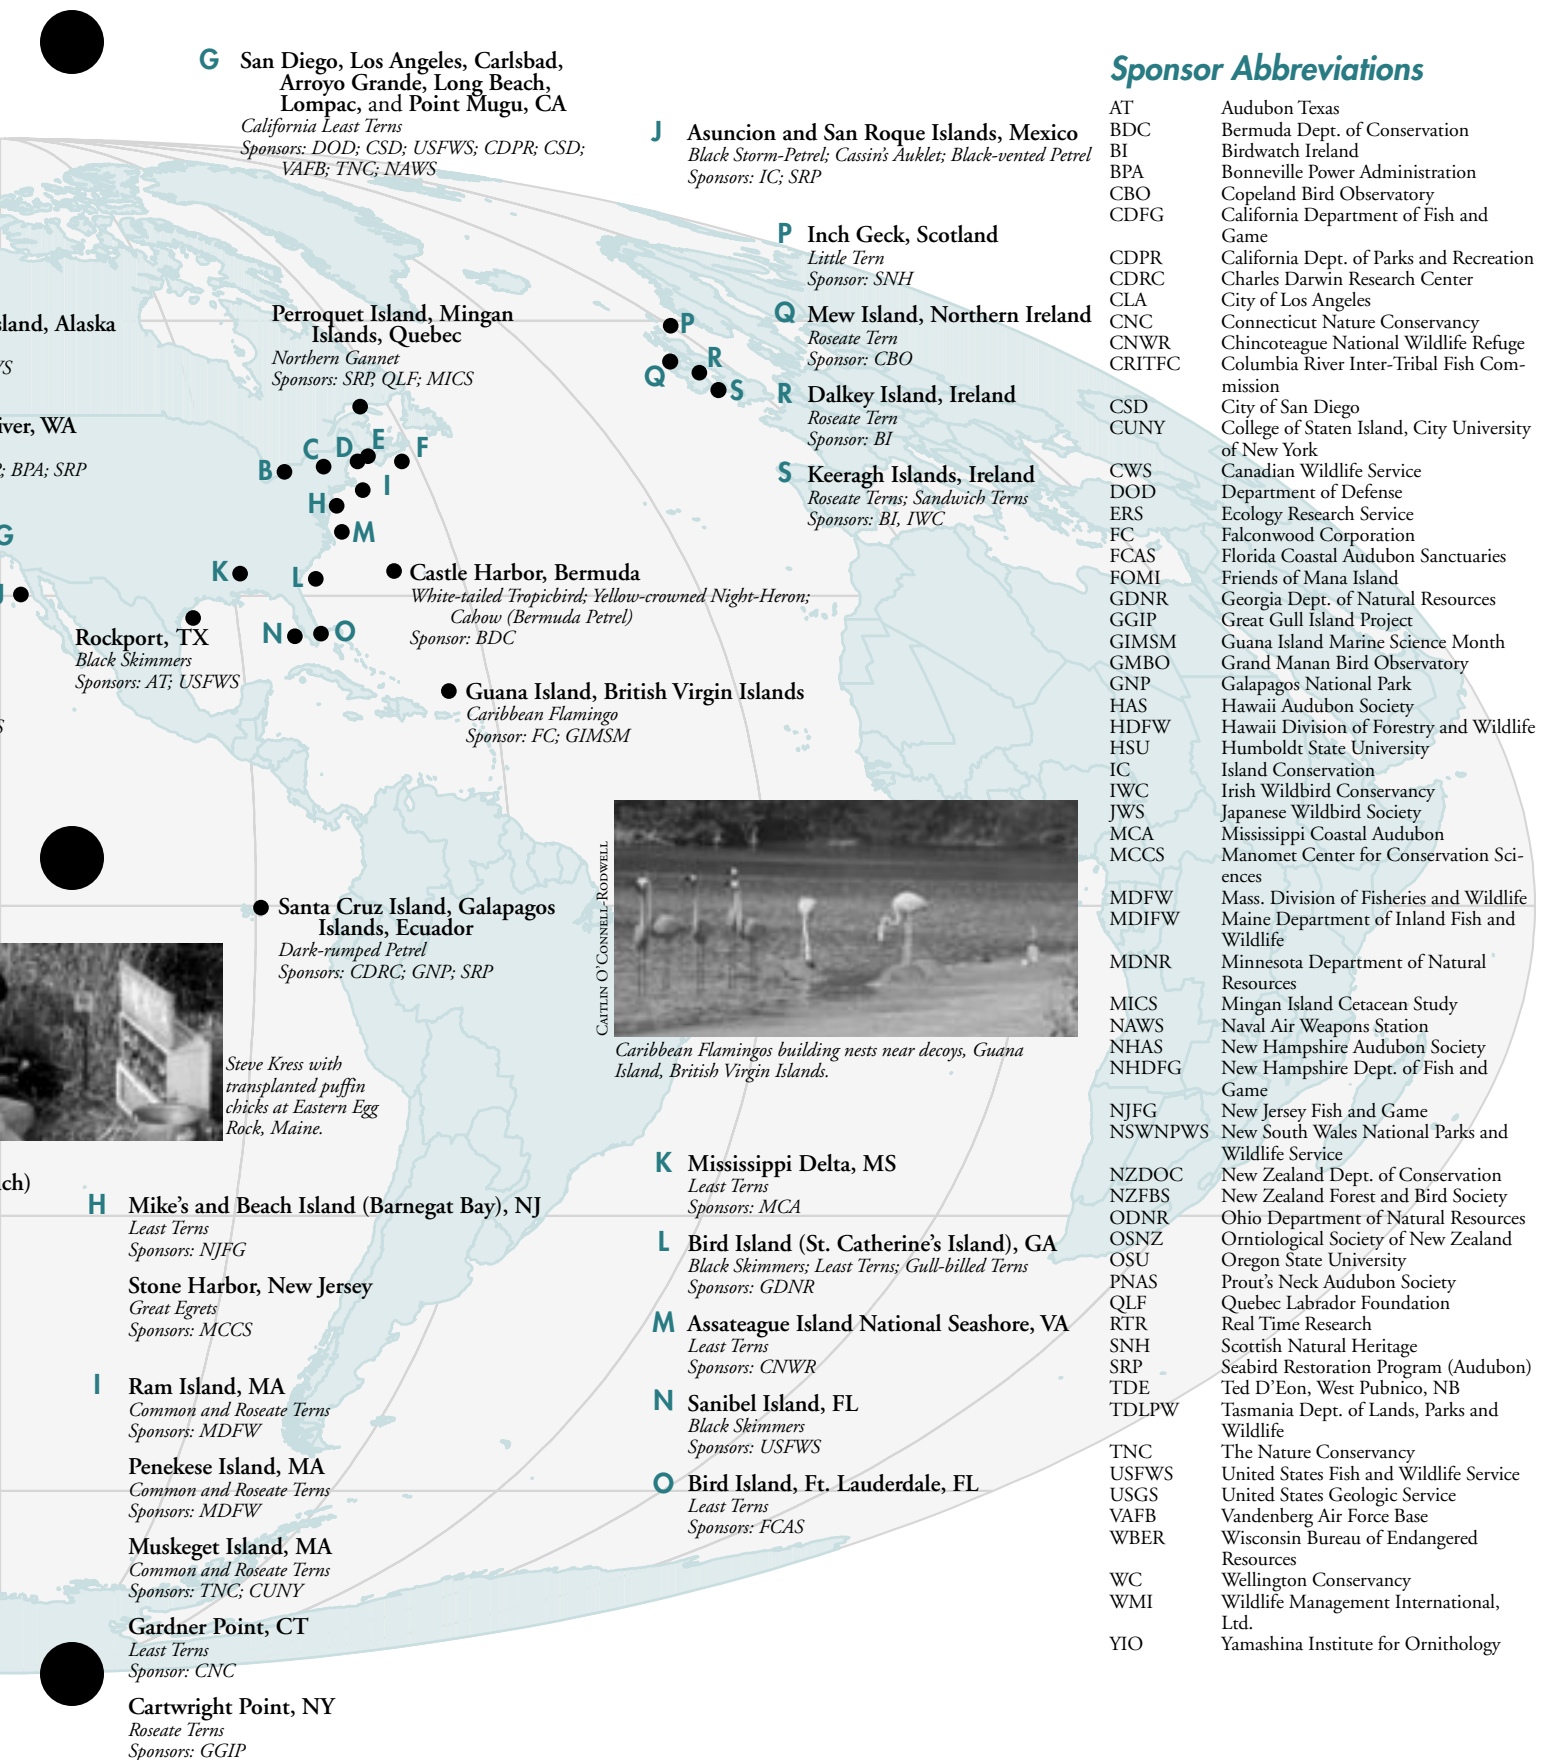 G San Diego, Los Angeles, Carlsbad,
Arroyo Grande, Long Beach,
Lompac, and Point Mugu, CA
California Least Terns
Sponsors: DOD; CSD; USFWS; CDPR; CSD;
VAFB; TNC; NAWS
J Asuncion and San Roque Islands, Mexico
Black Storm-Petrel; Cassin's Auklet; Black-vented Petrel
Sponsors: IC; SRP
P Inch Geck, Scotland
Little Tern
Sponsor: SNH
Q Mew Island, Northern Ireland
Roseate Tern
Sponsor: CBO
R Dalkey Island, Ireland
Roseate Tern
Sponsor: BI
S Keeragh Islands, Ireland
Roseate Terns; Sandwich Terns
Sponsors: BI, IWC
sland, Alaska
VS
iver, WA
P; BPA; SRP
G
J
S
Perroquet Island, Mingan
Islands, Quebec
Northern Gannet
Sponsors: SRP, QLF; MICS
P
Q
R
S
B
C
D
E
F
I
H
M
K
L
N
O
Castle Harbor, Bermuda
White-tailed Tropicbird; Yellow-crowned Night-Heron;
Cahow (Bermuda Petrel)
Sponsor: BDC
Rockport, TX
Black Skimmers
Sponsors: AT; USFWS
Guana Island, British Virgin Islands
Caribbean Flamingo
Sponsor: FC; GIMSM
Santa Cruz Island, Galapagos
Islands, Ecuador
Dark-rumped Petrel
Sponsors: CDRC; GNP; SRP
Caitlin O'Connell-Rodwell
Caribbean Flamingos building nests near decoys, Guana
Island, British Virgin Islands.
Steve Kress with
transplanted puffin
chicks at Eastern Egg
Rock, Maine.
ch)
H Mike's and Beach Island (Barnegat Bay), NJ
Least Terns
Sponsors: NJFG
Stone Harbor, New Jersey
Great Egrets
Sponsors: MCCS
I Ram Island, MA
Common and Roseate Terns
Sponsors: MDFW
Penekese Island, MA
Common and Roseate Terns
Sponsors: MDFW
Muskeget Island, MA
Common and Roseate Terns
Sponsors: TNC; CUNY
Gardner Point, CT
Least Terns
Sponsor: CNC
Cartwright Point, NY
Roseate Terns
Sponsors: GGIP
K Mississippi Delta, MS
Least Terns
Sponsors: MCA
L Bird Island (St. Catherine's Island), GA
Black Skimmers; Least Terns; Gull-billed Terns
Sponsors: GDNR
M Assateague Island National Seashore, VA
Least Terns
Sponsors: CNWR
N Sanibel Island, FL
Black Skimmers
Sponsors: USFWS
O Bird Island, Ft. Lauderdale, FL
Least Terns
Sponsors: FCAS
Sponsor Abbreviations
AT Audubon Texas
BDC Bermuda Dept. of Conservation
BI Birdwatch Ireland
BPA Bonneville Power Administration
CBO Copeland Bird Observatory
CDFG California Department of Fish and
Game
CDPR California Dept. of Parks and Recreation
CDRC Charles Darwin Research Center
CLA City of Los Angeles
CNC Connecticut Nature Conservancy
CNWR Chincoteague National Wildlife Refuge
CRITFC Columbia River Inter-Tribal Fish Com-
mission
CSD City of San Diego
CUNY College of Staten Island, City University
of New York
CWS Canadian Wildlife Service
DOD Department of Defense
ERS Ecology Research Service
FC Falconwood Corporation
FCAS Florida Coastal Audubon Sanctuaries
FOMI Friends of Mana Island
GDNR Georgia Dept. of Natural Resources
GGIP Great Gull Island Project
GIMSM Guana Island Marine Science Month
GMBO Grand Manan Bird Observatory
GNP Galapagos National Park
HAS Hawaii Audubon Society
HDFW Hawaii Division of Forestry and Wildlife
HSU Humboldt State University
IC Island Conservation
IWC Irish Wildbird Conservancy
JWS Japanese Wildbird Society
MCA Mississippi Coastal Audubon
MCCS Manomet Center for Conservation Sci-
ences
MDFW Mass. Division of Fisheries and Wildlife
MDIFW Maine Department of Inland Fish and
Wildlife
MDNR Minnesota Department of Natural
Resources
MICS Mingan Island Cetacean Study
NAWS Naval Air Weapons Station
NHAS New Hampshire Audubon Society
NHDFG New Hampshire Dept. of Fish and
Game
NJFG New Jersey Fish and Game
NSWNPWS New South Wales National Parks and
Wildlife Service
NZDOC New Zealand Dept. of Conservation
NZFBS New Zealand Forest and Bird Society
ODNR Ohio Department of Natural Resources
OSNZ Orntiological Society of New Zealand
OSU Oregon State University
PNAS Prout's Neck Audubon Society
QLF Quebec Labrador Foundation
RTR Real Time Research
SNH Scottish Natural Heritage
SRP Seabird Restoration Program (Audubon)
TDE Ted D'Eon, West Pubnico, NB
TDLPW Tasmania Dept. of Lands, Parks and
Wildlife
TNC The Nature Conservancy
USFWS United States Fish and Wildlife Service
USGS United States Geologic Service
VAFB Vandenberg Air Force Base
WBER Wisconsin Bureau of Endangered
Resources
WC Wellington Conservancy
WMI Wildlife Management International,
Ltd.
YIO Yamashina Institute for Ornithology